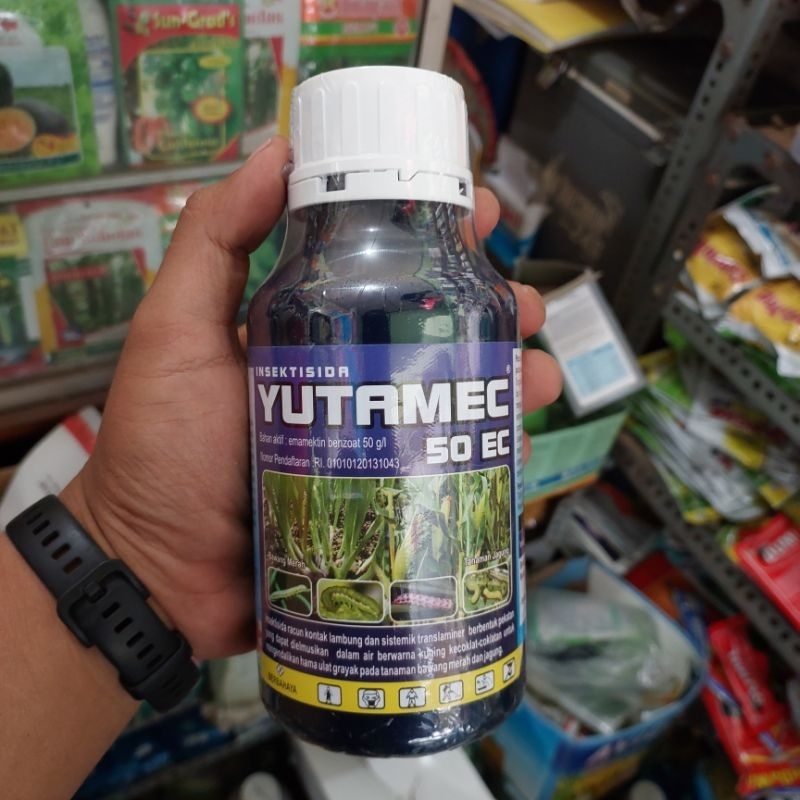 Sun-Grad's
INSEKTISIDA
YUTAMEC®
50 EC
Bahan aktif : emamektin benzoat 50 g/l
Nomor Pendaftaran :RI. 01010120131043
Bawang Merah
Tanaman Jagung
Insektisida racun kontak lambung dan sistemik translaminer berbentuk pekatan
yang dapat diemulsikan dalam air berwarna kuning kecoklat-coklatan untuk
mengendalikan hama ulat grayak pada tanaman bawang merah dan jagung.
BERBAHAYA